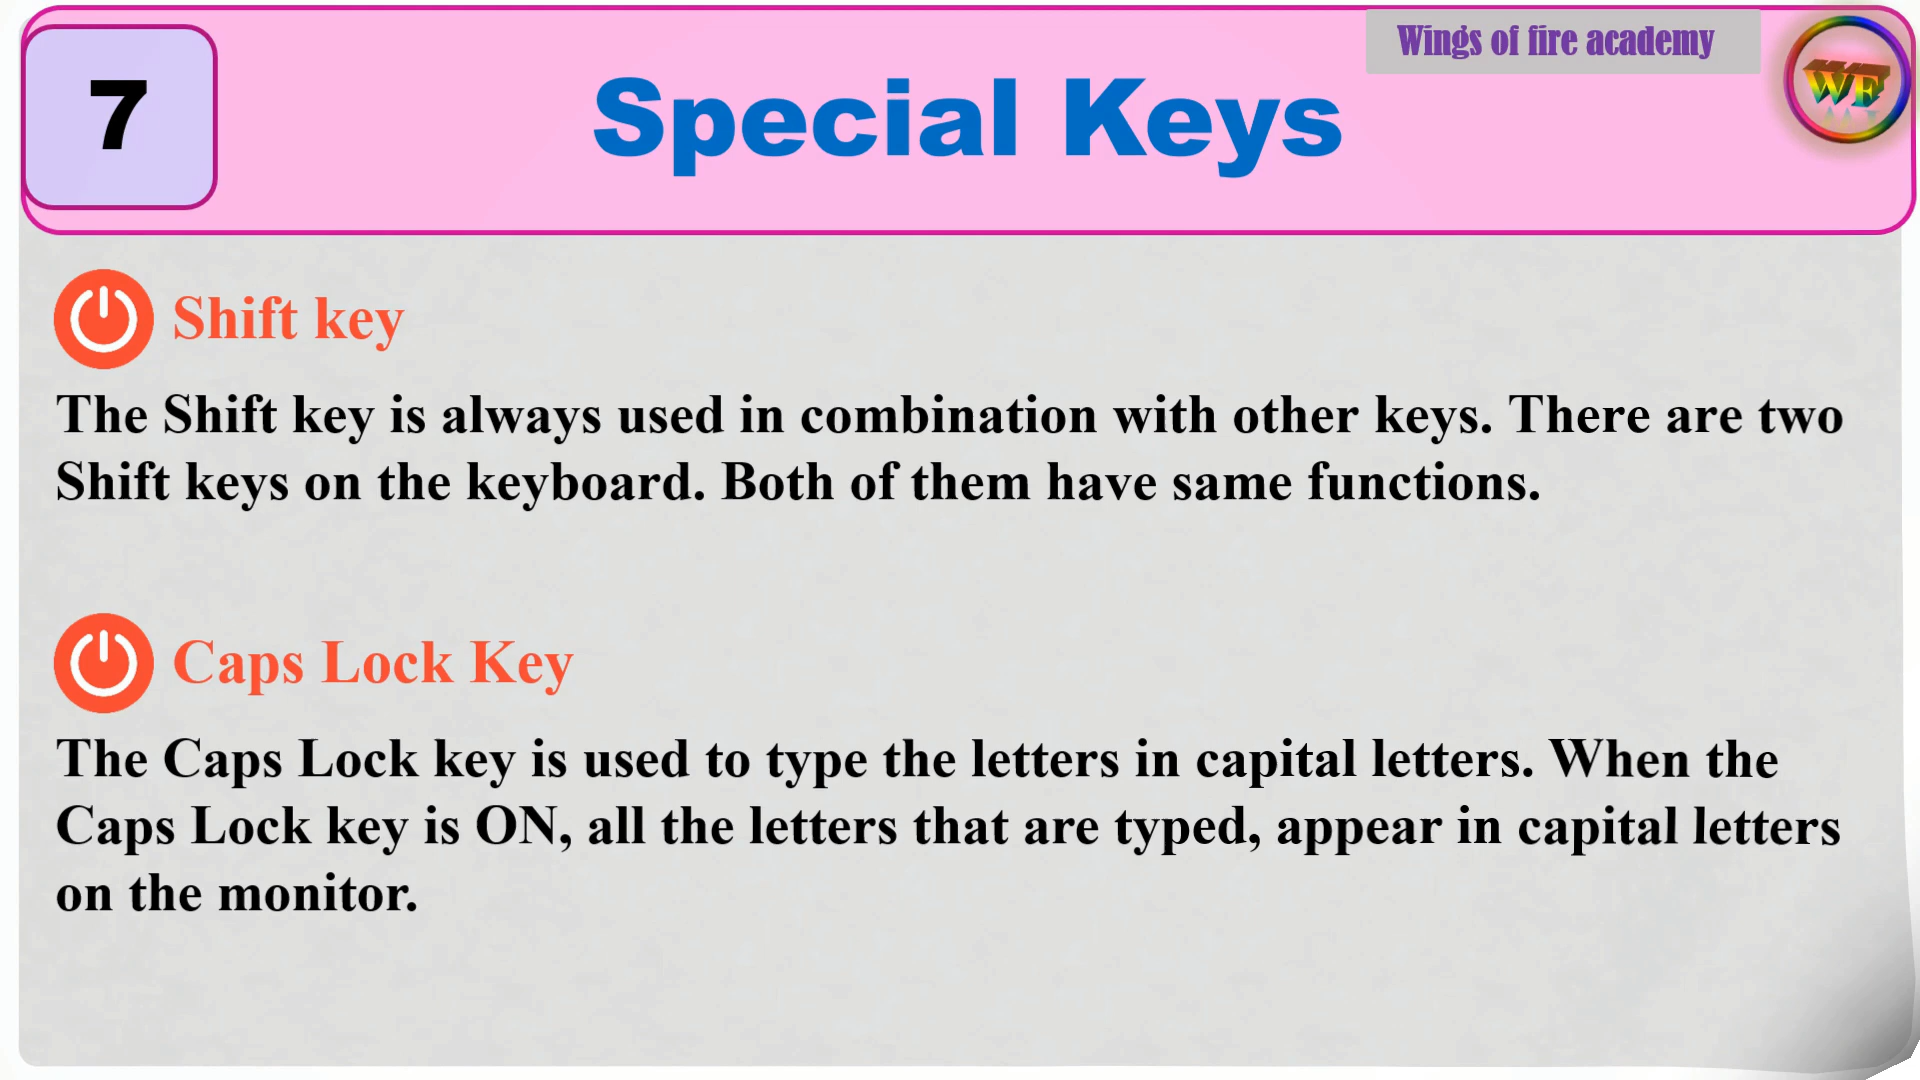 Wings of fire academy
WF
7
Special Keys
Shift key
The Shift key is always used in combination with other keys. There are two
Shift keys on the keyboard. Both of them have same functions.
Caps Lock Key
The Caps Lock key is used to type the letters in capital letters. When the
Caps Lock key is ON, all the letters that are typed, appear in capital letters
on the monitor.